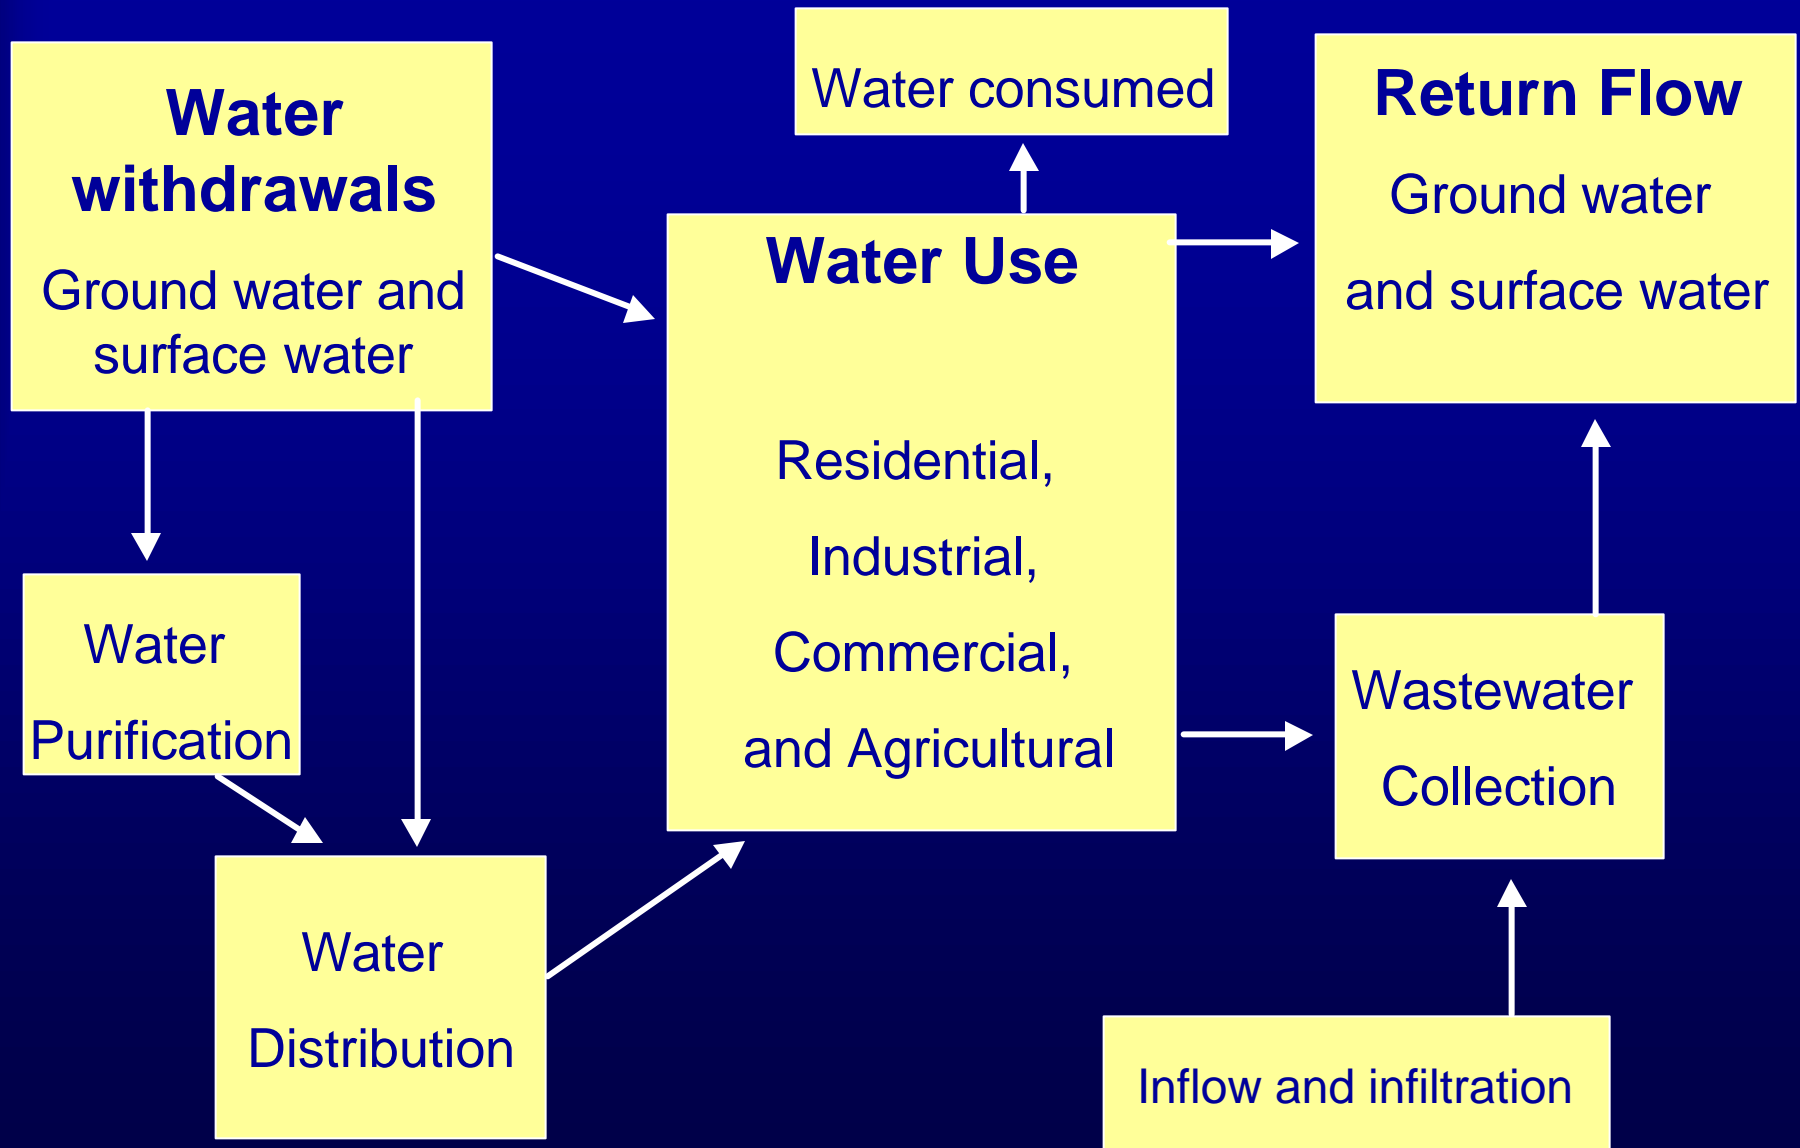 Water
withdrawals
Ground water and
surface water
Water consumed
Return Flow
Ground water
and surface water
Water Use
Residential,
Industrial,
Commercial,
and Agricultural
Water
Purification
Wastewater
Collection
Water
Distribution
Inflow and infiltration